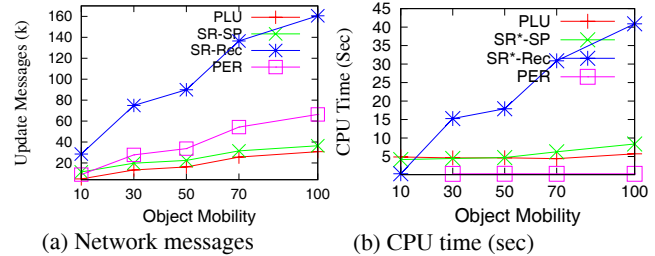 Update Messages (k)
160
140
120
100
80
60
40
20
10
30
50
70
100
Object Mobility
PLU
SR-SP
SR-Rec
PER
(a) Network messages
CPU Time (Sec)
45
40
35
30
25
20
15
10
5
10
30
50
70
100
Object Mobility
PLU
SR*-SP
SR*-Rec
PER
(b) CPU time (sec)